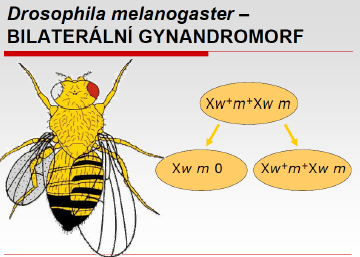 Drosophila melanogaster –
BILATERÁLNÍ GYNANDROMORF
Xw⁺m⁺Xw m
Xw m 0
Xw⁺m⁺Xw m